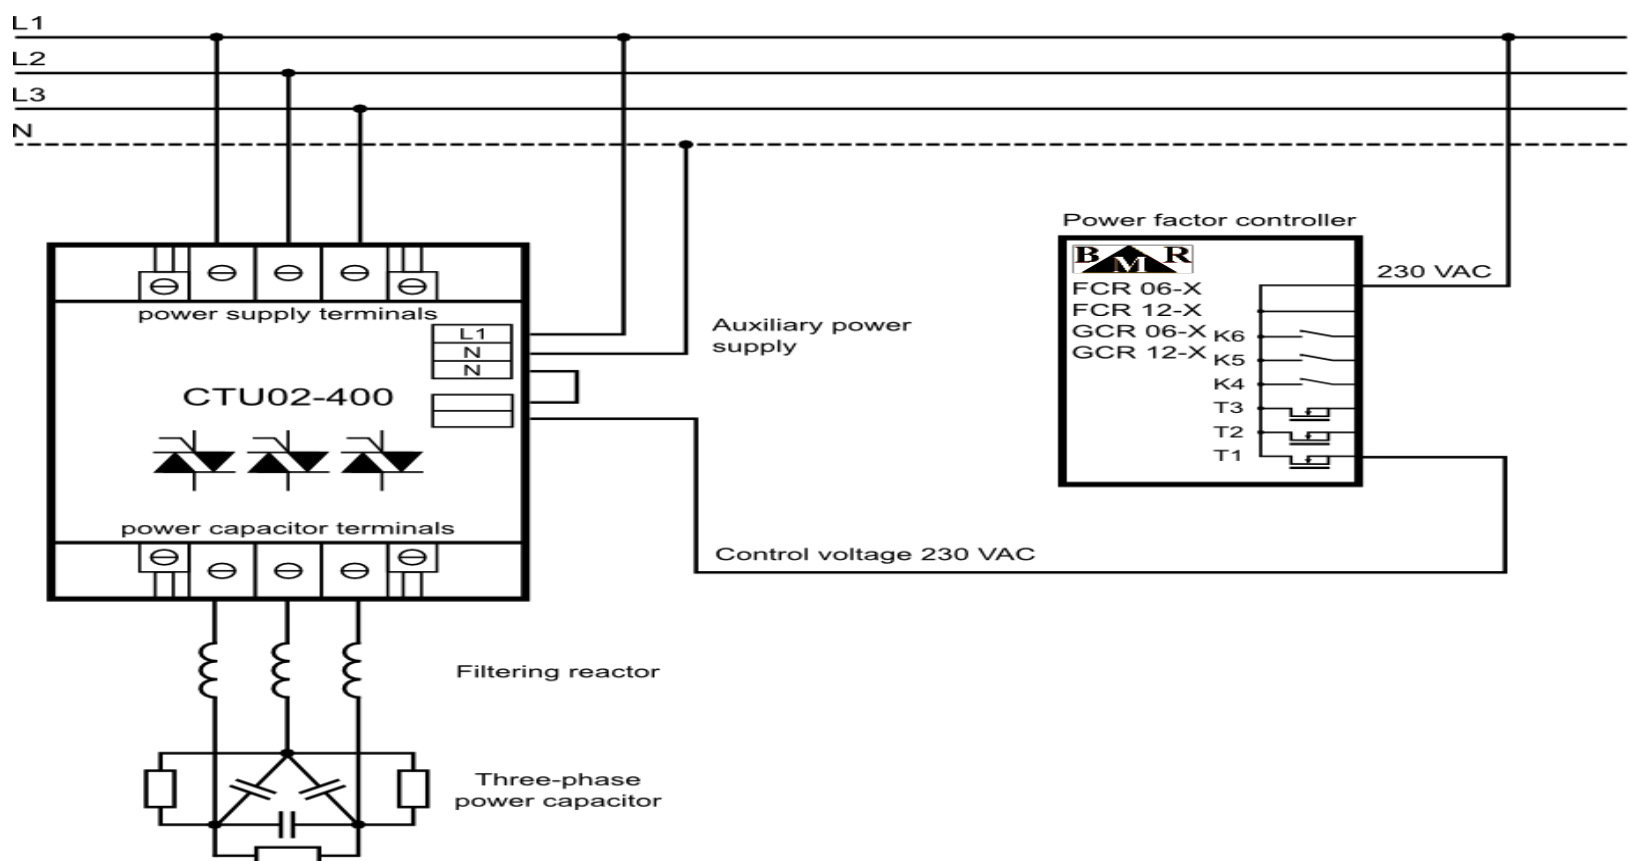 L1
L2
L3
N
Power factor controller
BMR
230 VAC
FCR 06-X
FCR 12-X
GCR 06-X
GCR 12-X
K6
K5
K4
T3
T2
T1
power supply terminals
L1
N
N
Auxiliary power
supply
CTU02-400
power capacitor terminals
Control voltage 230 VAC
Filtering reactor
Three-phase
power capacitor